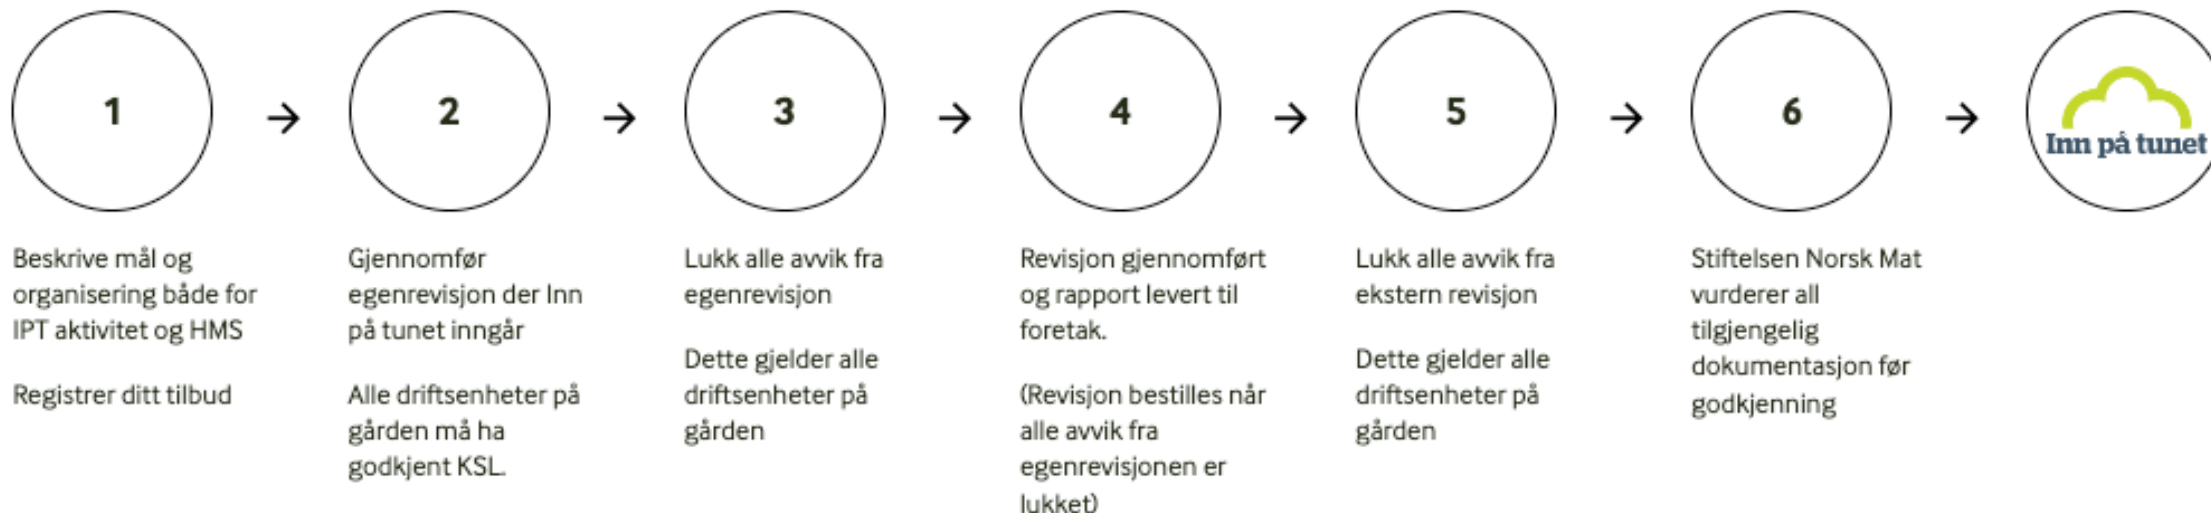 1
Beskrive mål og
organisering både for
IPT aktivitet og HMS
Registrer ditt tilbud
2
Gjennomfør
egenrevisjon der Inn
på tunet inngår
Alle driftsenheter på
gården må ha
godkjent KSL.
3
Lukk alle avvik fra
egenrevisjon
Dette gjelder alle
driftsenheter på
gården
4
Revisjon gjennomført
og rapport levert til
foretak.
(Revisjon bestilles når
alle avvik fra
egenrevisjonen er
lukket)
5
Lukk alle avvik fra
ekstern revisjon
Dette gjelder alle
driftsenheter på
gården
6
Stiftelsen Norsk Mat
vurderer all
tilgjengelig
dokumentasjon før
godkjenning
Inn på tunet